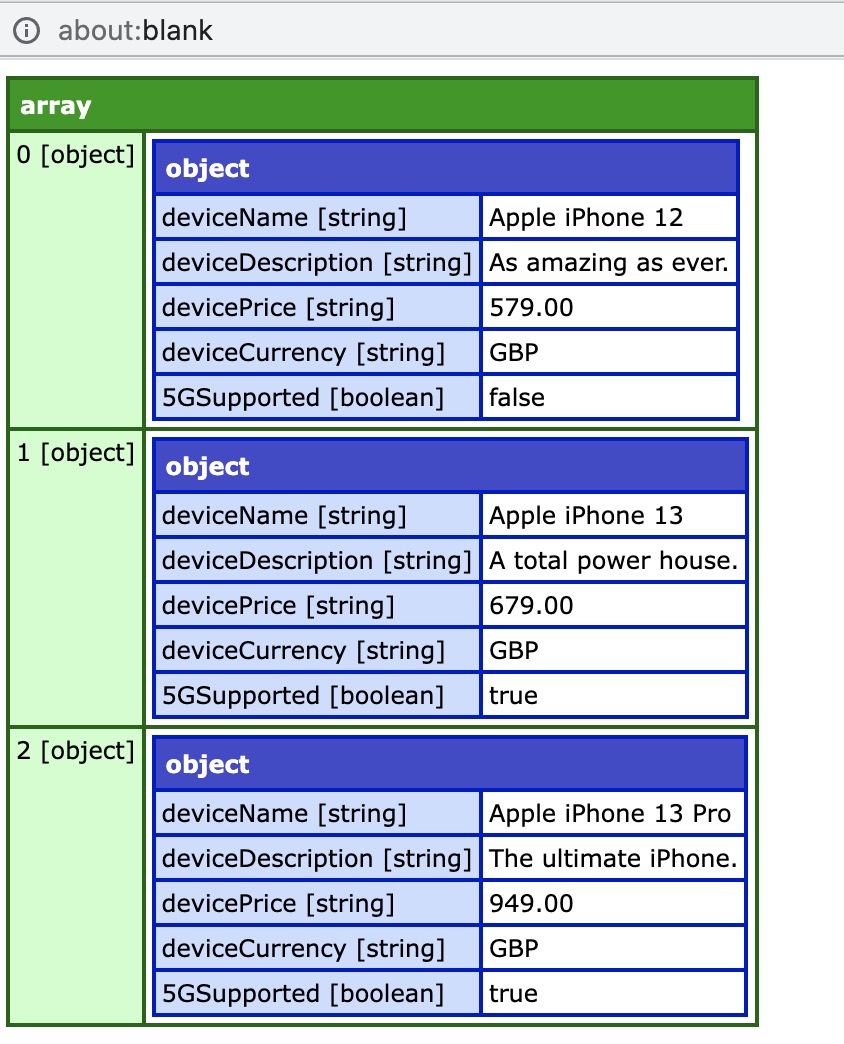 about:blank
array
0 [object]
object
deviceName [string] Apple iPhone 12
deviceDescription [string] As amazing as ever.
devicePrice [string] 579.00
deviceCurrency [string] GBP
5GSupported [boolean] false
1 [object]
object
deviceName [string] Apple iPhone 13
deviceDescription [string] A total power house.
devicePrice [string] 679.00
deviceCurrency [string] GBP
5GSupported [boolean] true
2 [object]
object
deviceName [string] Apple iPhone 13 Pro
deviceDescription [string] The ultimate iPhone.
devicePrice [string] 949.00
deviceCurrency [string] GBP
5GSupported [boolean] true